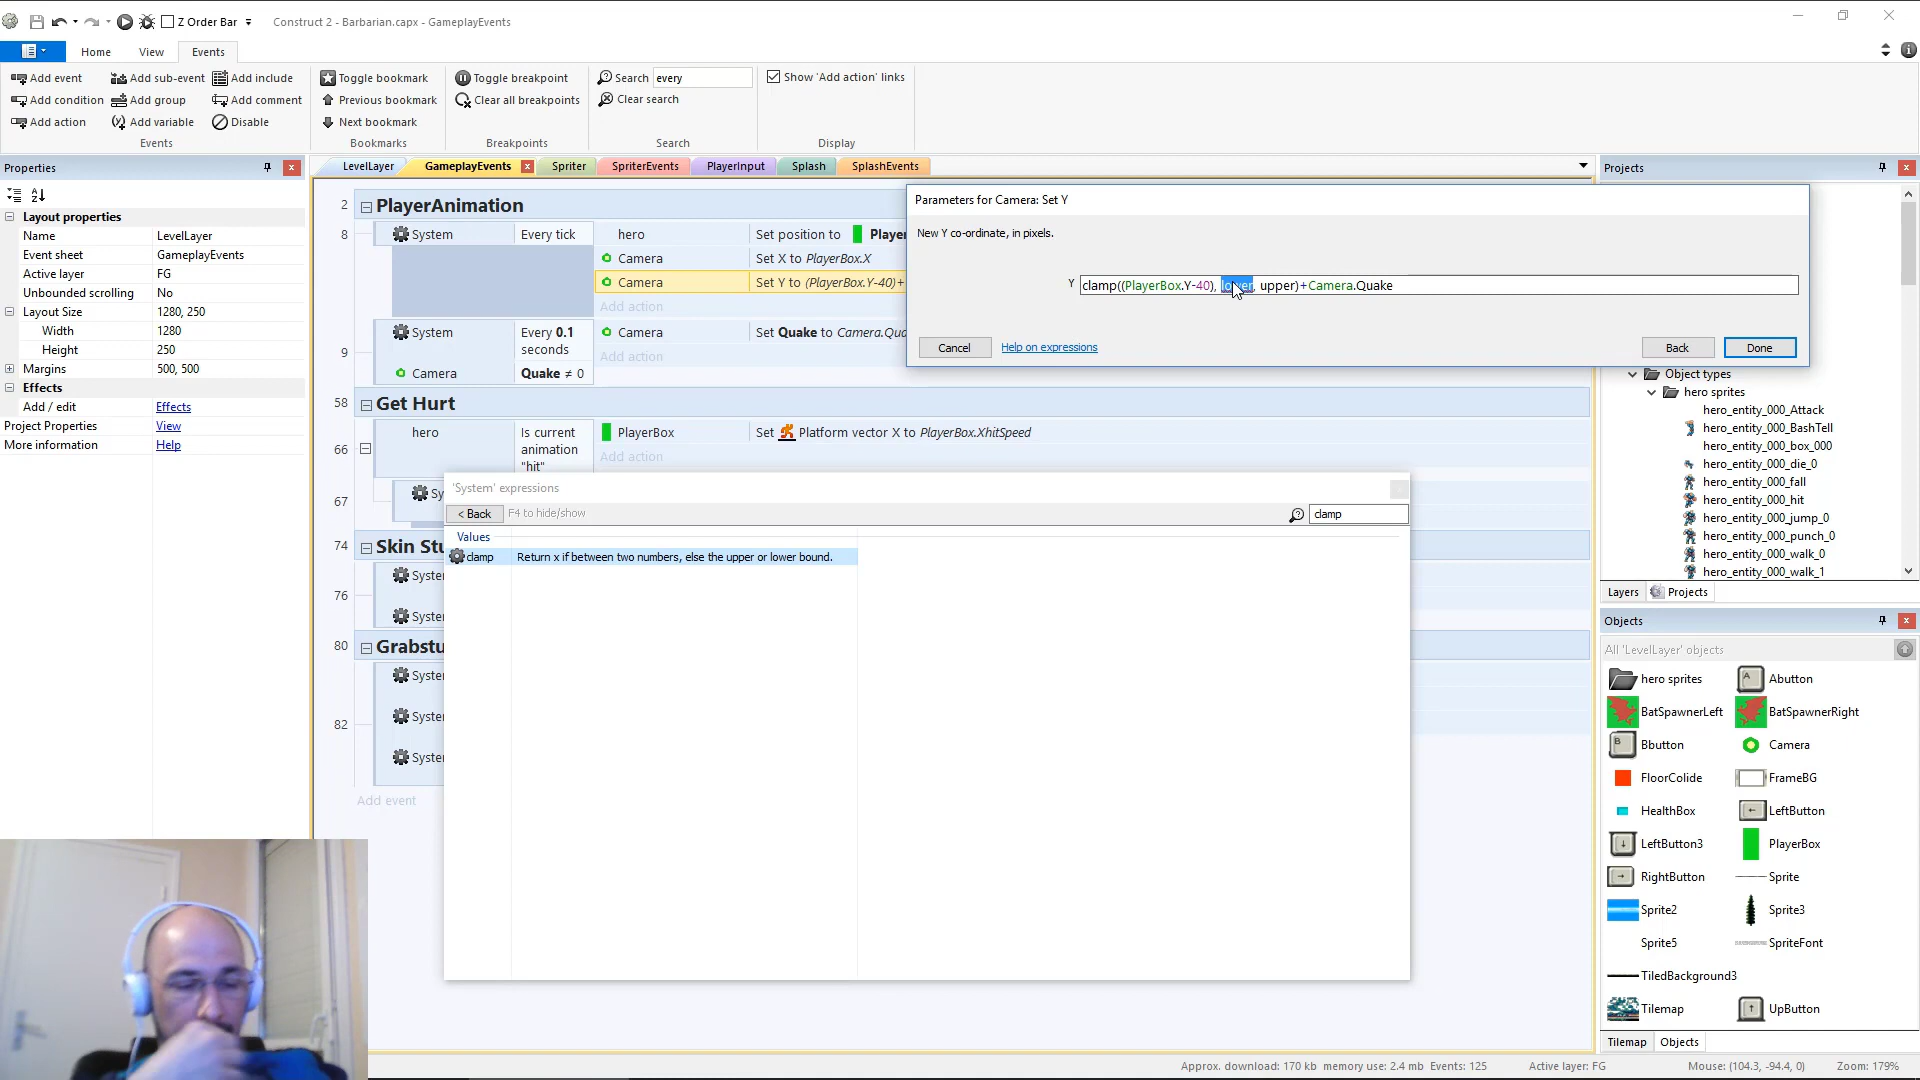 Z Order Bar
Construct 2 - Barbarian.capx - GameplayEvents
Home View Events
Add event Add sub-event Add include
Add condition Add group Add comment
Add action Add variable Disable
Events
Toggle bookmark
Previous bookmark
Next bookmark
Bookmarks
Toggle breakpoint
Clear all breakpoints
Breakpoints
Search every
Clear search
Search
Show 'Add action' links
Display
Properties
Layout properties
Name LevelLayer
Event sheet GameplayEvents
Active layer FG
Unbounded scrolling No
Layout Size 1280, 250
Width 1280
Height 250
Margins 500, 500
Effects
Add / edit Effects
Project Properties View
More information Help
LevelLayer GameplayEvents Spriter SpriterEvents PlayerInput Splash SplashEvents
2 PlayerAnimation
8 System Every tick hero Set position to Player
Camera Set X to PlayerBox.X
Camera Set Y to (PlayerBox.Y-40)+
Add action
9 System Every 0.1 seconds Camera Set Quake to Camera.Qua
Add action
Camera Quake ≠ 0
58 Get Hurt
66 hero Is current animation "hit" PlayerBox Set Platform vector X to PlayerBox.XhitSpeed
Add action
67 Sy
74 Skin Stu
76 Syste
Syste
80 Grabstu
82 Syste
Syste
Syste
Add event
Parameters for Camera: Set Y
New Y co-ordinate, in pixels.
Y clamp((PlayerBox.Y-40), lower, upper)+Camera.Quake
Cancel Help on expressions Back Done
'System' expressions
< Back F4 to hide/show clamp
Values
clamp Return x if between two numbers, else the upper or lower bound.
Projects
Object types
hero sprites
hero_entity_000_Attack
hero_entity_000_BashTell
hero_entity_000_box_000
hero_entity_000_die_0
hero_entity_000_fall
hero_entity_000_hit
hero_entity_000_jump_0
hero_entity_000_punch_0
hero_entity_000_walk_0
hero_entity_000_walk_1
Layers Projects
Objects
All 'LevelLayer' objects
hero sprites Abutton
BatSpawnerLeft BatSpawnerRight
Bbutton Camera
FloorColide FrameBG
HealthBox LeftButton
LeftButton3 PlayerBox
RightButton Sprite
Sprite2 Sprite3
Sprite5 SpriteFont
TiledBackground3
Tilemap UpButton
Tilemap Objects
Approx. download: 170 kb memory use: 2.4 mb Events: 125 Active layer: FG Mouse: (104.3, -94.4, 0) Zoom: 179%